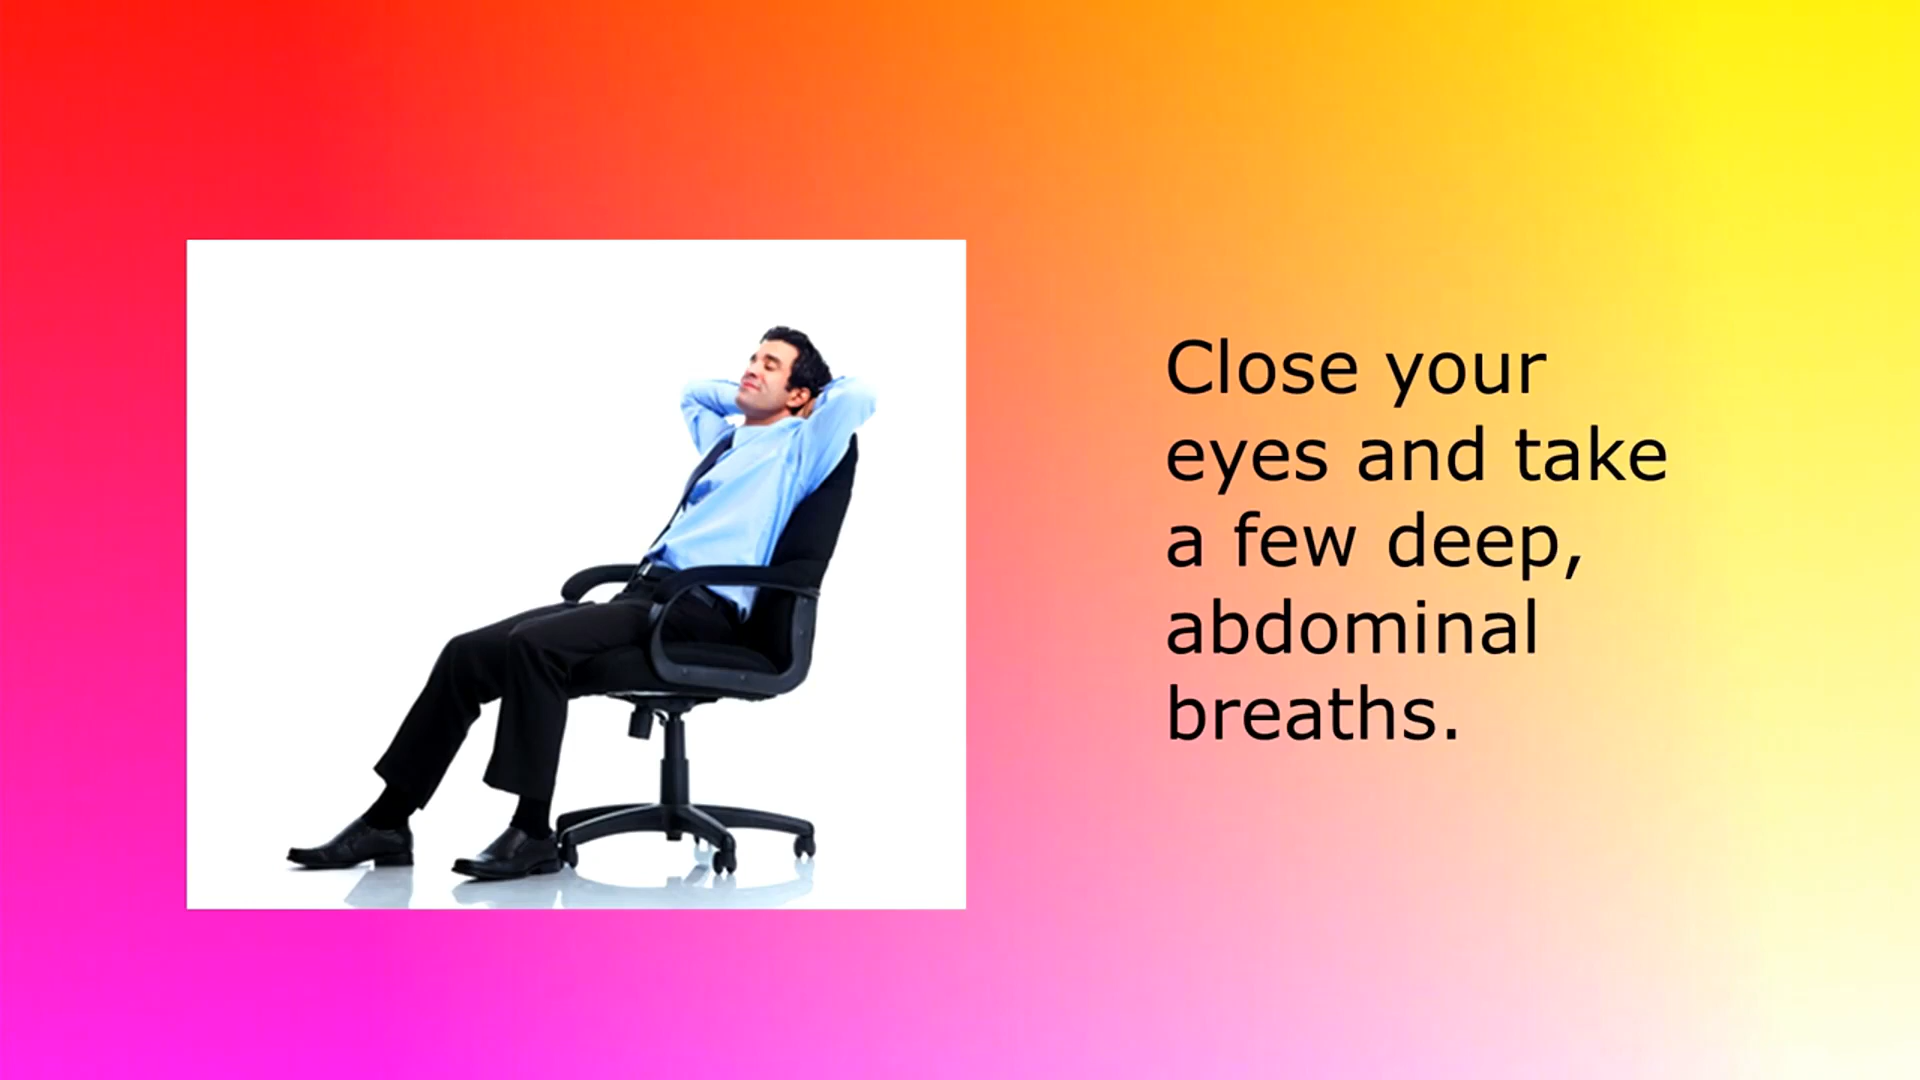 Close your
eyes and take
a few deep,
abdominal
breaths.